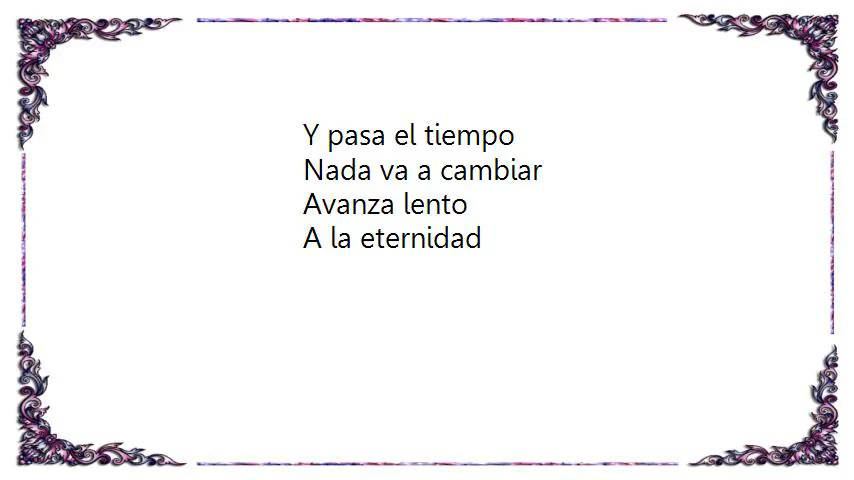 Y pasa el tiempo
Nada va a cambiar
Avanza lento
A la eternidad